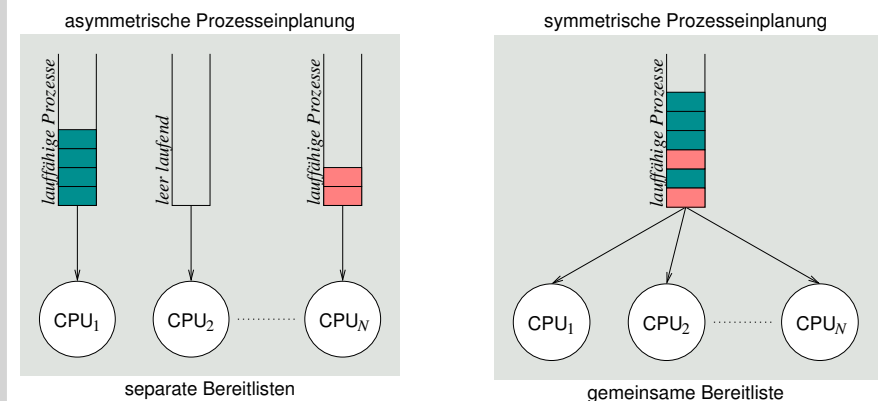 asymmetrische Prozesseinplanung
lauffähige Prozesse
leer laufend
lauffähige Prozesse
CPU1
CPU2
CPUN
separate Bereitlisten
symmetrische Prozesseinplanung
lauffähige Prozesse
CPU1
CPU2
CPUN
gemeinsame Bereitliste